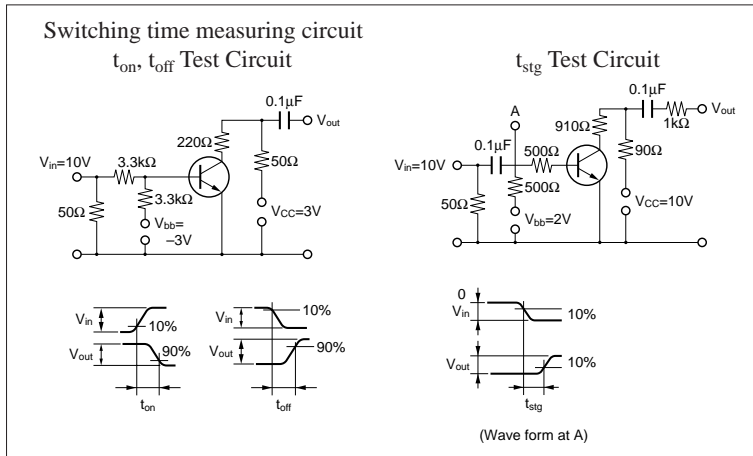 Switching time measuring circuit
ton, toff Test Circuit
0.1μF
Vout
220Ω
50Ω
Vin=10V
3.3kΩ
3.3kΩ
50Ω
Vbb=
–3V
VCC=3V
Vin
10%
Vout
90%
ton
Vin
10%
Vout
90%
toff
tstg Test Circuit
0.1μF
Vout
A
910Ω
1kΩ
0.1μF
500Ω
90Ω
Vin=10V
500Ω
50Ω
Vbb=2V
VCC=10V
0
Vin
10%
Vout
10%
tstg
(Wave form at A)